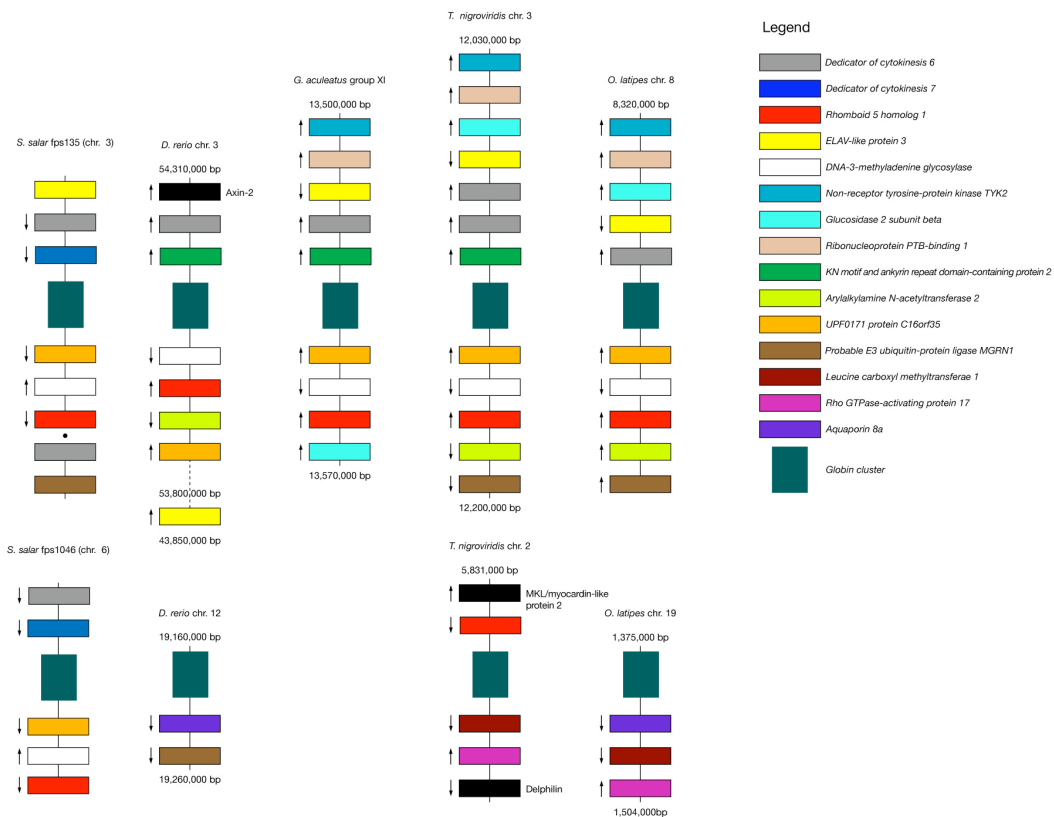 T. nigroviridis chr. 3
12,030,000 bp
G. aculeatus group XI
13,500,000 bp
O. latipes chr. 8
8,320,000 bp
S. salar fps135 (chr. 3)
D. rerio chr. 3
54,310,000 bp
Axin-2
13,570,000 bp
53,800,000 bp
43,850,000 bp
12,200,000 bp
S. salar fps1046 (chr. 6)
D. rerio chr. 12
19,160,000 bp
19,260,000 bp
T. nigroviridis chr. 2
5,831,000 bp
MKL/myocardin-like
protein 2
Delphilin
O. latipes chr. 19
1,375,000 bp
1,504,000bp
Legend
Dedicator of cytokinesis 6
Dedicator of cytokinesis 7
Rhomboid 5 homolog 1
ELAV-like protein 3
DNA-3-methyladenine glycosylase
Non-receptor tyrosine-protein kinase TYK2
Glucosidase 2 subunit beta
Ribonucleoprotein PTB-binding 1
KN motif and ankyrin repeat domain-containing protein 2
Arylalkylamine N-acetyltransferase 2
UPF0171 protein C16orf35
Probable E3 ubiquitin-protein ligase MGRN1
Leucine carboxyl methyltransferae 1
Rho GTPase-activating protein 17
Aquaporin 8a
Globin cluster